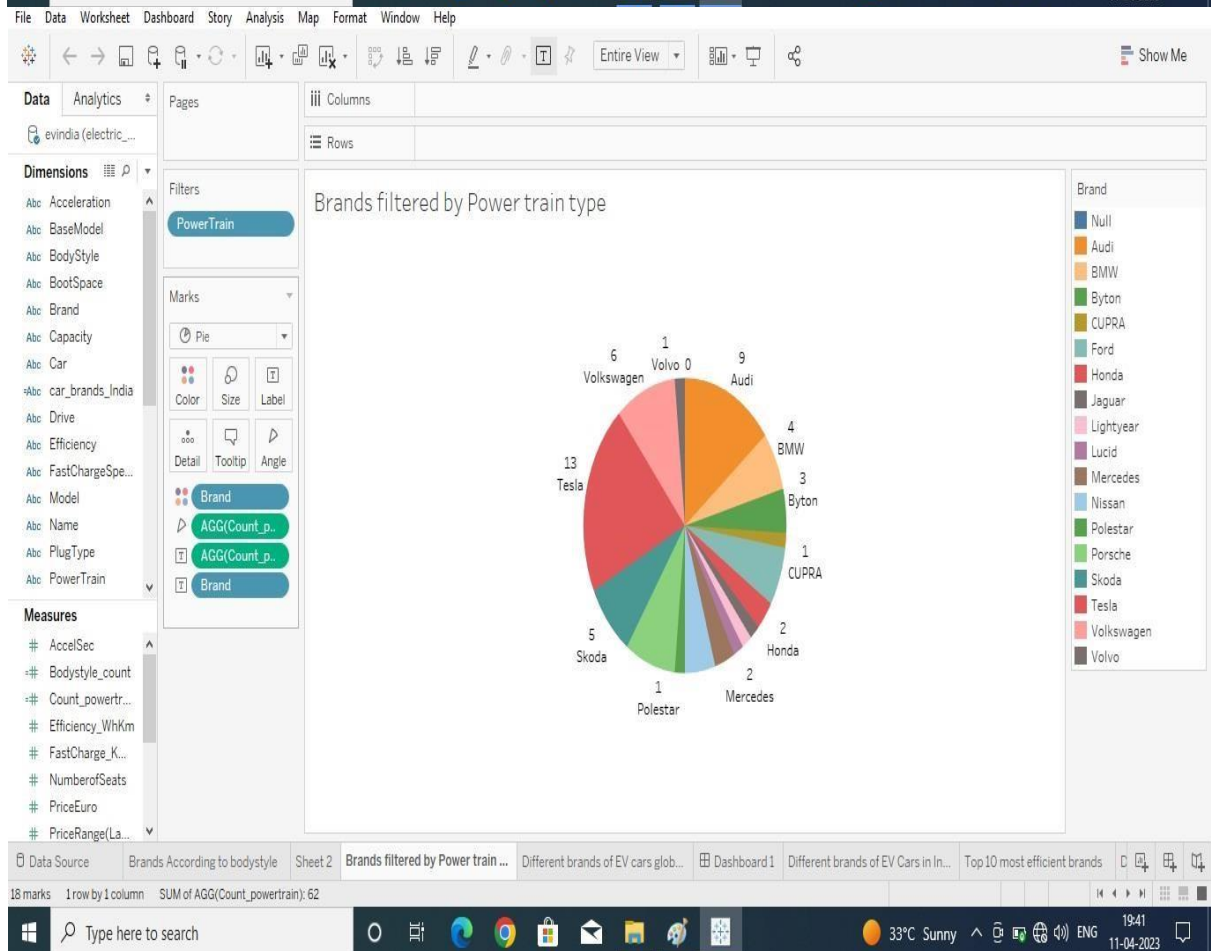 File Data Worksheet Dashboard Story Analysis Map Format Window Help
Entire View
Show Me
Data Analytics
evindia (electric_...
Dimensions
Abc Acceleration
Abc BaseModel
Abc BodyStyle
Abc BootSpace
Abc Brand
Abc Capacity
Abc Car
=Abc car_brands_India
Abc Drive
Abc Efficiency
Abc FastChargeSpe...
Abc Model
Abc Name
Abc PlugType
Abc PowerTrain
Measures
# AccelSec
=# Bodystyle_count
=# Count_powertr...
# Efficiency_WhKm
# FastCharge_K...
# NumberofSeats
# PriceEuro
# PriceRange(La...
Pages
Filters
PowerTrain
Marks
Pie
Color Size Label
Detail Tooltip Angle
Brand
AGG(Count_p..
AGG(Count_p..
Brand
Columns
Rows
Brands filtered by Power train type
0
9
Audi
4
BMW
3
Byton
1
CUPRA
2
Honda
2
Mercedes
1
Polestar
5
Skoda
13
Tesla
6
Volkswagen
1
Volvo
Brand
Null
Audi
BMW
Byton
CUPRA
Ford
Honda
Jaguar
Lightyear
Lucid
Mercedes
Nissan
Polestar
Porsche
Skoda
Tesla
Volkswagen
Volvo
Data Source Brands According to bodystyle Sheet 2 Brands filtered by Power train ... Different brands of EV cars glob... Dashboard 1 Different brands of EV Cars in In... Top 10 most efficient brands D
18 marks 1 row by 1 column SUM of AGG(Count_powertrain): 62
Type here to search
33°C Sunny ENG
19:41
11-04-2023